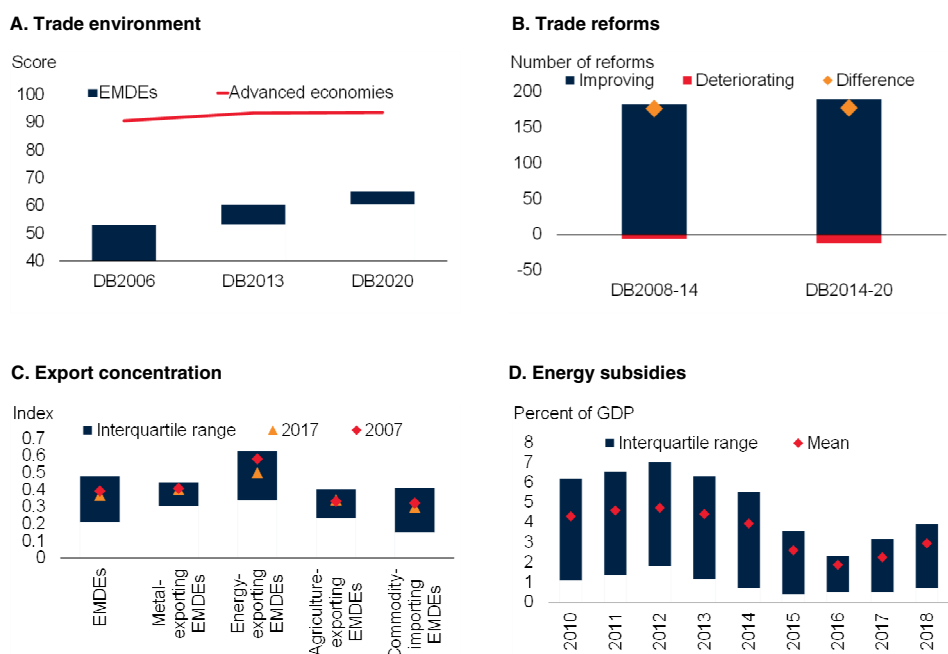 A. Trade environment
Score
EMDEs
Advanced economies
100
90
80
70
60
50
40
DB2006
DB2013
DB2020
B. Trade reforms
Number of reforms
Improving
Deteriorating
Difference
200
150
100
50
0
-50
DB2008-14
DB2014-20
C. Export concentration
Index
Interquartile range
2017
2007
0.7
0.6
0.5
0.4
0.3
0.2
0.1
0
EMDEs
Metal-
exporting
EMDEs
Energy-
exporting
EMDEs
Agriculture-
exporting
EMDEs
Commodity-
importing
EMDEs
D. Energy subsidies
Percent of GDP
Interquartile range
Mean
8
7
6
5
4
3
2
1
0
2010
2011
2012
2013
2014
2015
2016
2017
2018